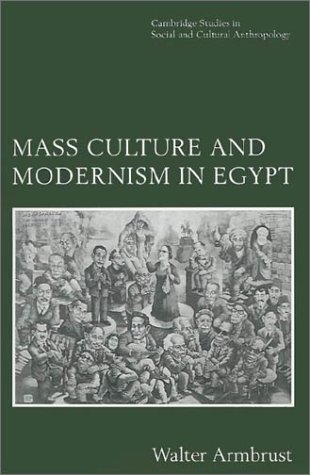 Cambridge Studies in
Social and Cultural Anthropology
MASS CULTURE AND
MODERNISM IN EGYPT
Walter Armbrust